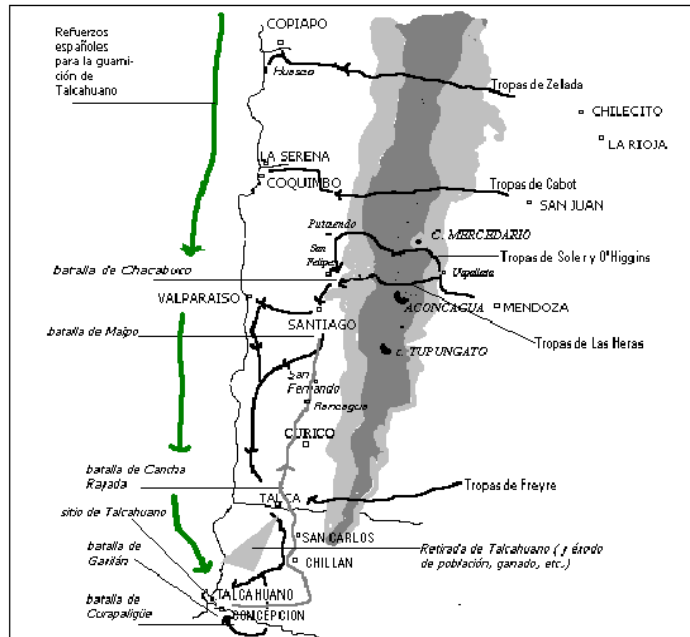 Refuerzos
españoles
para la guarni-
ción de
Talcahuano
COPIAPO
Huasco
Tropas de Zellada
CHILECITO
LA RIOJA
LA SERENA
COQUIMBO
Tropas de Cabot
SAN JUAN
Putaendo
C. MERCEDARIO
San
Felipe
Tropas de Soler y O'Higgins
batalla de Chacabuco
Uspallata
VALPARAISO
ACONCAGUA
MENDOZA
SANTIAGO
batalla de Maipo
Tropas de Las Heras
c. TUPUNGATO
San
Fernando
Rancagua
CURICO
batalla de Cancha
Rayada
Tropas de Freyre
TALCA
sitio de Talcahuano
SAN CARLOS
batalla de
Gavilán
CHILLAN
Retirada de Talcahuano ( y éxodo
de población, ganado, etc.)
TALCAHUANO
batalla de
Curapaligüe
CONCEPCION